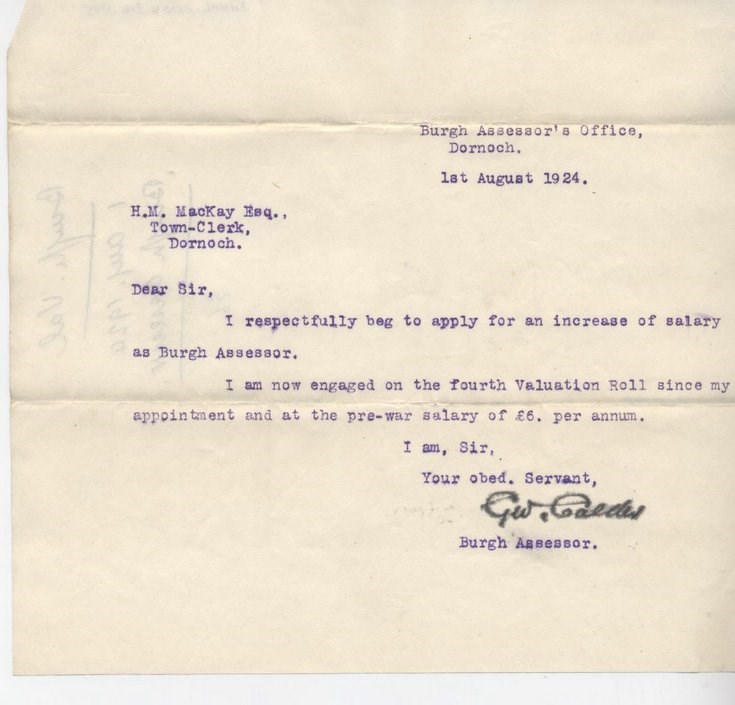 Burgh Assessor's Office,
Dornoch.
1st August 1924.
H.M. MacKay Esq.,
Town-Clerk,
Dornoch.
Dear Sir,
I respectfully beg to apply for an increase of salary
as Burgh Assessor.
I am now engaged on the fourth Valuation Roll since my
appointment and at the pre-war salary of £6. per annum.
I am, Sir,
Your obed. Servant,
GW. Calder
Burgh Assessor.